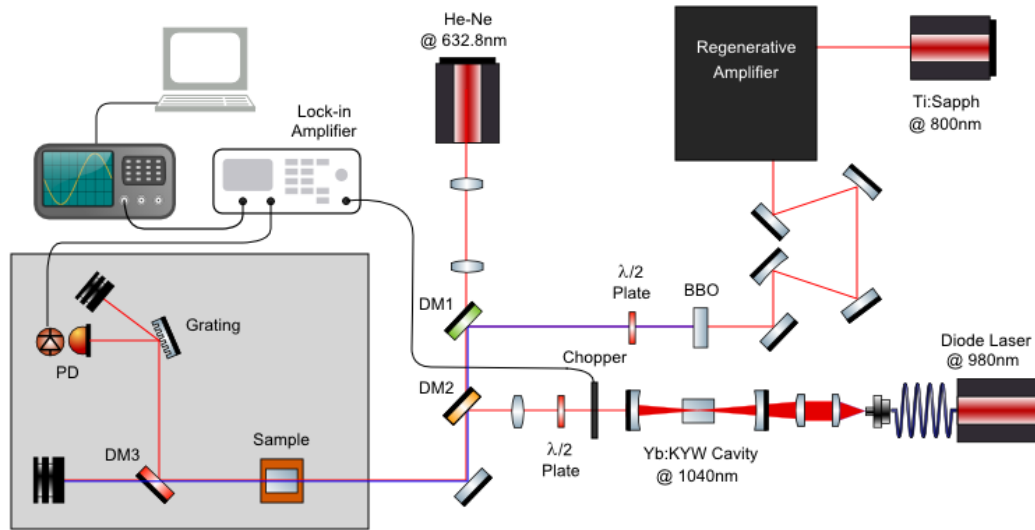 He-Ne
@ 632.8nm
Regenerative
Amplifier
Ti:Sapph
@ 800nm
Lock-in
Amplifier
λ/2
Plate
BBO
DM1
Grating
PD
Chopper
Diode Laser
@ 980nm
DM2
λ/2
Plate
Yb:KYW Cavity
@ 1040nm
Sample
DM3